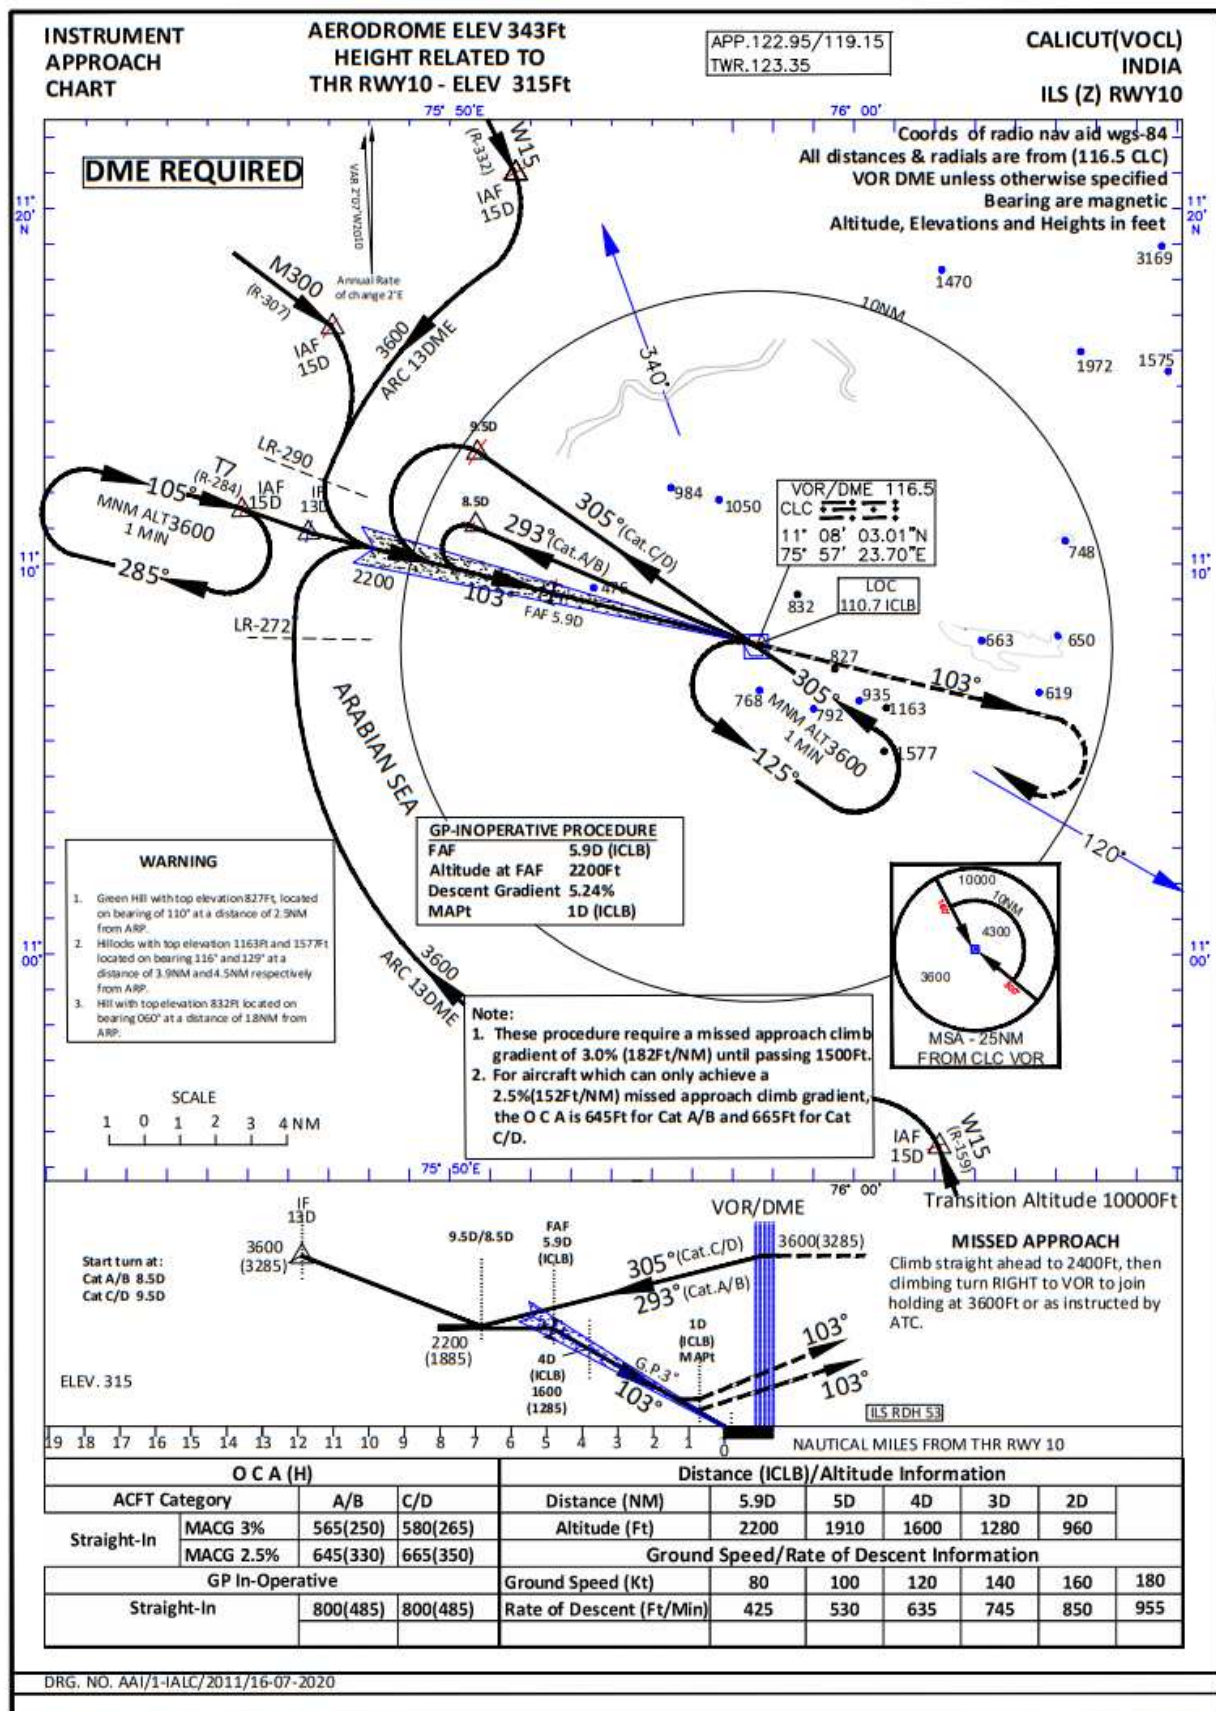 INSTRUMENT
APPROACH
CHART
AERODROME ELEV 343Ft
HEIGHT RELATED TO
THR RWY10 - ELEV 315Ft
APP.122.95/119.15
TWR.123.35
CALICUT(VOCL)
INDIA
ILS (Z) RWY10
75° 50'E
76° 00'
DME REQUIRED
Coords of radio nav aid wgs-84
All distances & radials are from (116.5 CLC)
VOR DME unless otherwise specified
Bearing are magnetic
Altitude, Elevations and Heights in feet
11°
20'
N
11°
20'
N
VAR 2°07'W2010
Annual Rate
of change 2'E
W15
(R-332)
IAF
15D
M300
(R-307)
IAF
15D
3600
ARC 13DME
3169
1470
10NM
1972
1575
340°
9.5D
LR-290
T7
(R-284)
IAF
15D
IF
13D
105°
MNM ALT3600
1 MIN
285°
8.5D
293°(Cat.A/B)
305°(Cat.C/D)
984
1050
VOR/DME 116.5
CLC
11° 08' 03.01"N
75° 57' 23.70"E
748
11°
10'
11°
10'
2200
103°
FAF 5.9D
832
LOC
110.7 ICLB
LR-272°
663
650
827
103°
305°
768
MNM ALT3600
1 MIN
792
935
1163
619
125°
1577
ARABIAN SEA
120°
GP-INOPERATIVE PROCEDURE
FAF 5.9D (ICLB)
Altitude at FAF 2200Ft
Descent Gradient 5.24%
MAPt 1D (ICLB)
WARNING
1. Green Hill with top elevation 827Ft, located
on bearing of 110° at a distance of 2.5NM
from ARP.
2. Hillocks with top elevation 1163Ft and 1577Ft
located on bearing 116° and 129° at a
distance of 3.9NM and 4.5NM respectively
from ARP.
3. Hill with top elevation 832Ft located on
bearing 060° at a distance of 1.8NM from
ARP.
10000
10NM
4300
3600
MSA - 25NM
FROM CLC VOR
11°
00'
11°
00'
3600
ARC 13DME
Note:
1. These procedure require a missed approach climb
gradient of 3.0% (182Ft/NM) until passing 1500Ft.
2. For aircraft which can only achieve a
2.5%(152Ft/NM) missed approach climb gradient,
the O C A is 645Ft for Cat A/B and 665Ft for Cat
C/D.
SCALE
1 0 1 2 3 4 NM
IAF
15D
W15
(R-159)
75° 50'E
76° 00'
Transition Altitude 10000Ft
IF
13D
3600
(3285)
Start turn at:
Cat A/B 8.5D
Cat C/D 9.5D
9.5D/8.5D
FAF
5.9D
(ICLB)
VOR/DME
305°(Cat.C/D)
293°(Cat.A/B)
3600(3285)
2200
(1885)
4D
(ICLB)
1600
(1285)
G.P.3°
103°
1D
(ICLB)
MAPt
103°
103°
MISSED APPROACH
Climb straight ahead to 2400Ft, then
climbing turn RIGHT to VOR to join
holding at 3600Ft or as instructed by
ATC.
ELEV. 315
ILS RDH 53
19 18 17 16 15 14 13 12 11 10 9 8 7 6 5 4 3 2 1 0
NAUTICAL MILES FROM THR RWY 10
O C A (H)
ACFT Category A/B C/D
Straight-In MACG 3% 565(250) 580(265)
MACG 2.5% 645(330) 665(350)
GP In-Operative
Straight-In 800(485) 800(485)
Distance (ICLB)/Altitude Information
Distance (NM) 5.9D 5D 4D 3D 2D
Altitude (Ft) 2200 1910 1600 1280 960
Ground Speed/Rate of Descent Information
Ground Speed (Kt) 80 100 120 140 160 180
Rate of Descent (Ft/Min) 425 530 635 745 850 955
DRG. NO. AAI/1-IALC/2011/16-07-2020